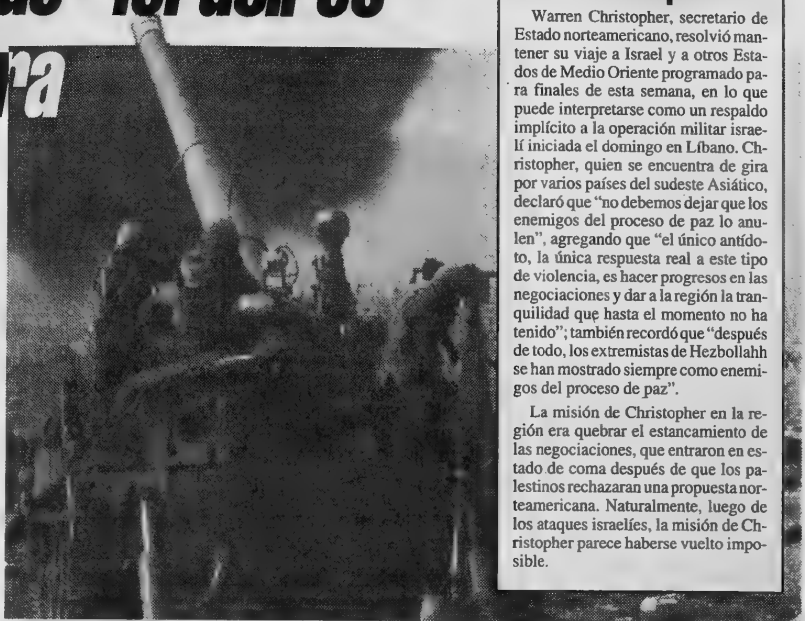 Warren Christopher, secretario de
Estado norteamericano, resolvió man-
tener su viaje a Israel y a otros Esta-
dos de Medio Oriente programado pa-
ra finales de esta semana, en lo que
puede interpretarse como un respaldo
implícito a la operación militar israe-
lí iniciada el domingo en Líbano. Ch-
ristopher, quien se encuentra de gira
por varios países del sudeste Asiático,
declaró que "no debemos dejar que los
enemigos del proceso de paz lo anu-
len", agregando que "el único antído-
to, la única respuesta real a este tipo
de violencia, es hacer progresos en las
negociaciones y dar a la región la tran-
quilidad que hasta el momento no ha
tenido"; también recordó que "después
de todo, los extremistas de Hezbollahh
se han mostrado siempre como enemi-
gos del proceso de paz".
La misión de Christopher en la re-
gión era quebrar el estancamiento de
las negociaciones, que entraron en es-
tado de coma después de que los pa-
lestinos rechazaran una propuesta nor-
teamericana. Naturalmente, luego de
los ataques israelíes, la misión de Ch-
ristopher parece haberse vuelto impo-
sible.